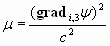 μ = (grad_{i,3}ψ)² / c²